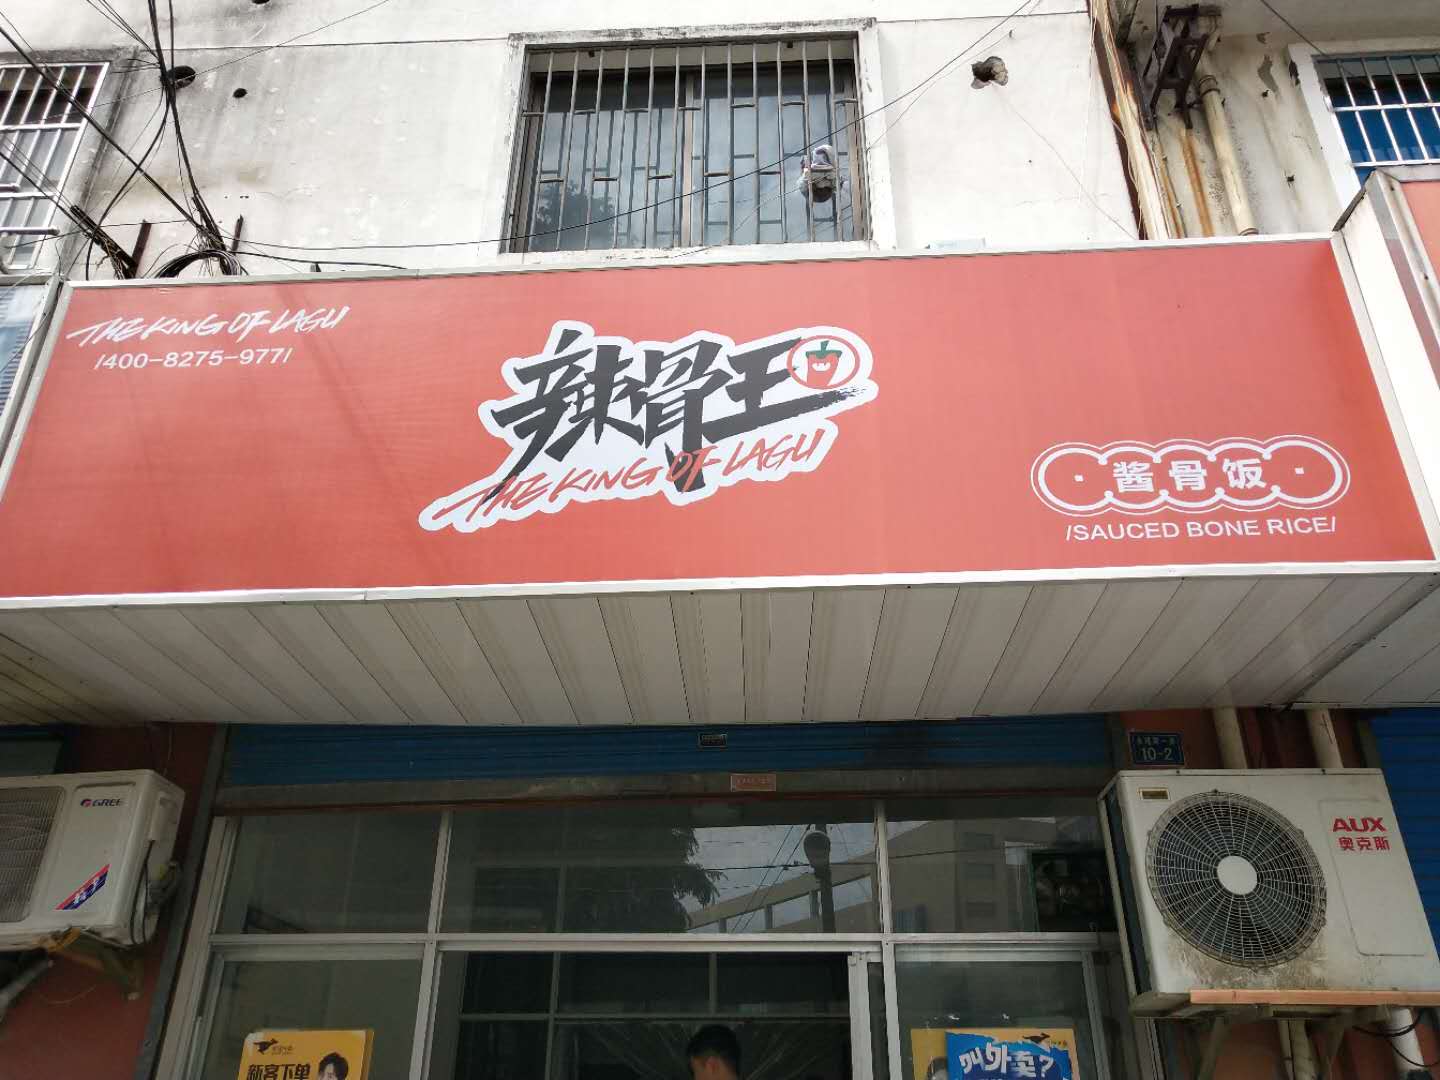 THE KING OF LAGU
/400-8275-977/
辣骨王
THE KING OF LAGU
·酱骨饭·
/SAUCED BONE RICE/
10-2
GREE
AUX
奥克斯
新客下单
叫外卖?